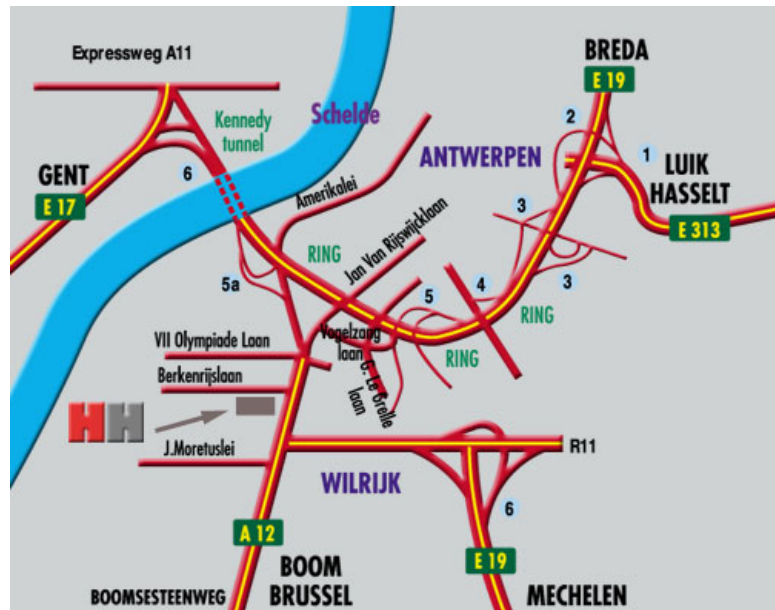 Expressweg A11
BREDA
E 19
Kennedy
tunnel
Schelde
2
ANTWERPEN
1
LUIK
HASSELT
GENT
6
E 17
Amerikalei
3
E 313
RING
Jan Van Rijswijcklaan
5a
4
3
5
RING
VII Olympiade Laan
Vogelzang
laan
RING
Berkenrijslaan
G. Le Grelle
laan
HH
J.Moretuslei
R11
WILRIJK
6
A 12
BOOM
BRUSSEL
E 19
BOOMSESTEENWEG
MECHELEN